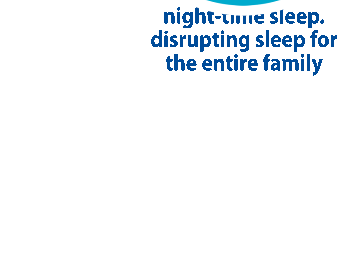 night-time sleep.
disrupting sleep for
the entire family